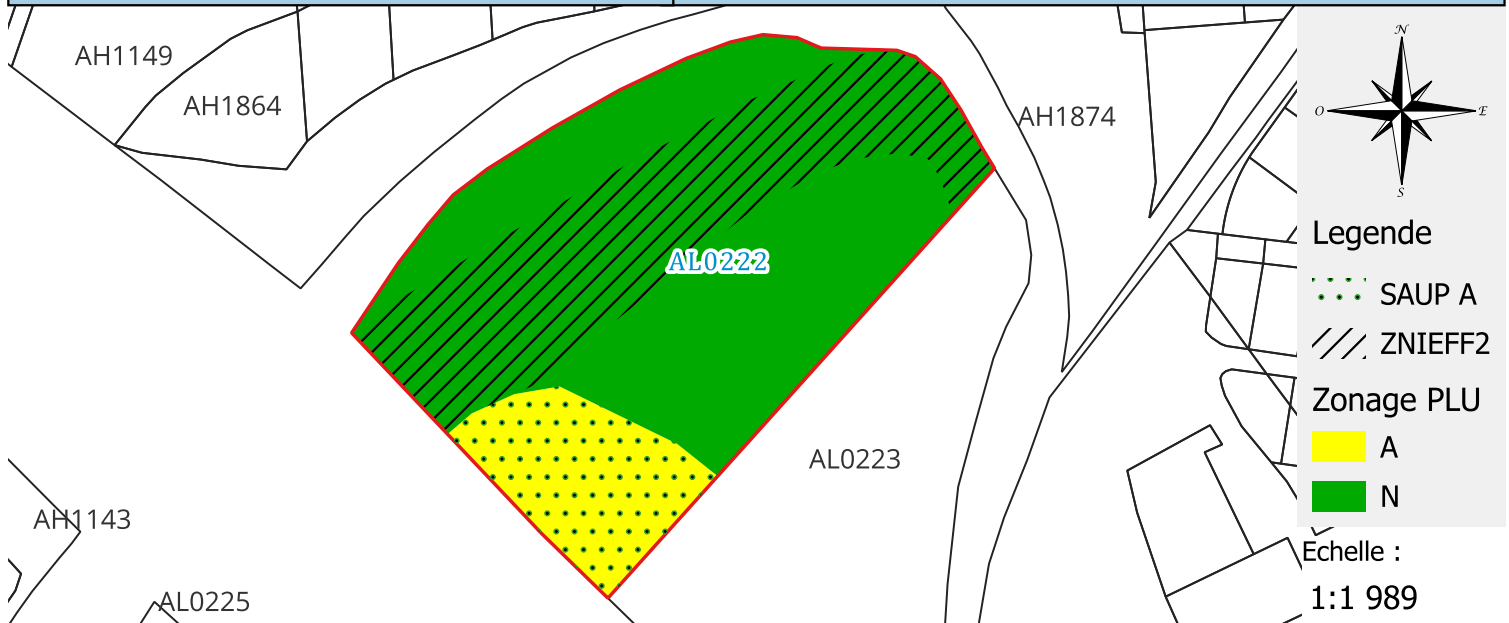 AH1149
AH1864
AH1874
AL0222
AL0223
AH1143
AL0225
N
O
E
S
Legende
SAUP A
ZNIEFF2
Zonage PLU
A
N
Echelle :
1:1 989